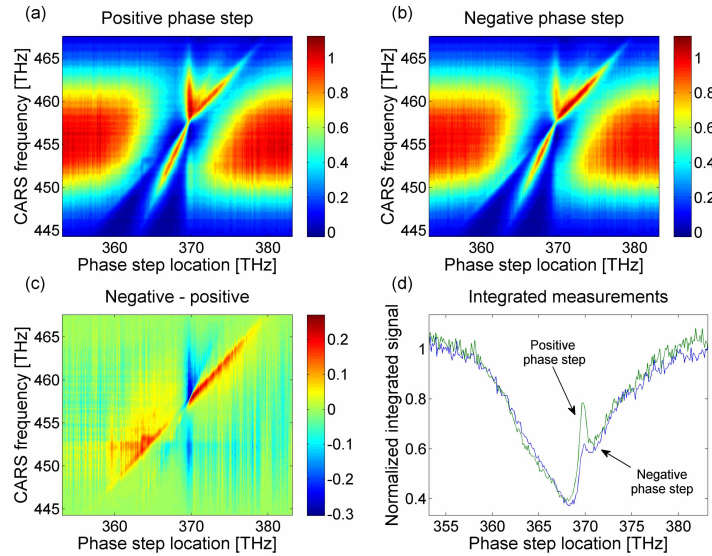 (a) Positive phase step
CARS frequency [THz]
465
460
455
450
445
360 370 380
Phase step location [THz]
1
0.8
0.6
0.4
0.2
0
(b) Negative phase step
CARS frequency [THz]
465
460
455
450
445
360 370 380
Phase step location [THz]
1
0.8
0.6
0.4
0.2
0
(c) Negative - positive
CARS frequency [THz]
465
460
455
450
445
360 370 380
Phase step location [THz]
0.2
0.1
0
-0.1
-0.2
-0.3
(d) Integrated measurements
Normalized integrated signal
1
0.8
0.6
0.4
Positive
phase step
Negative
phase step
355 360 365 370 375 380
Phase step location [THz]